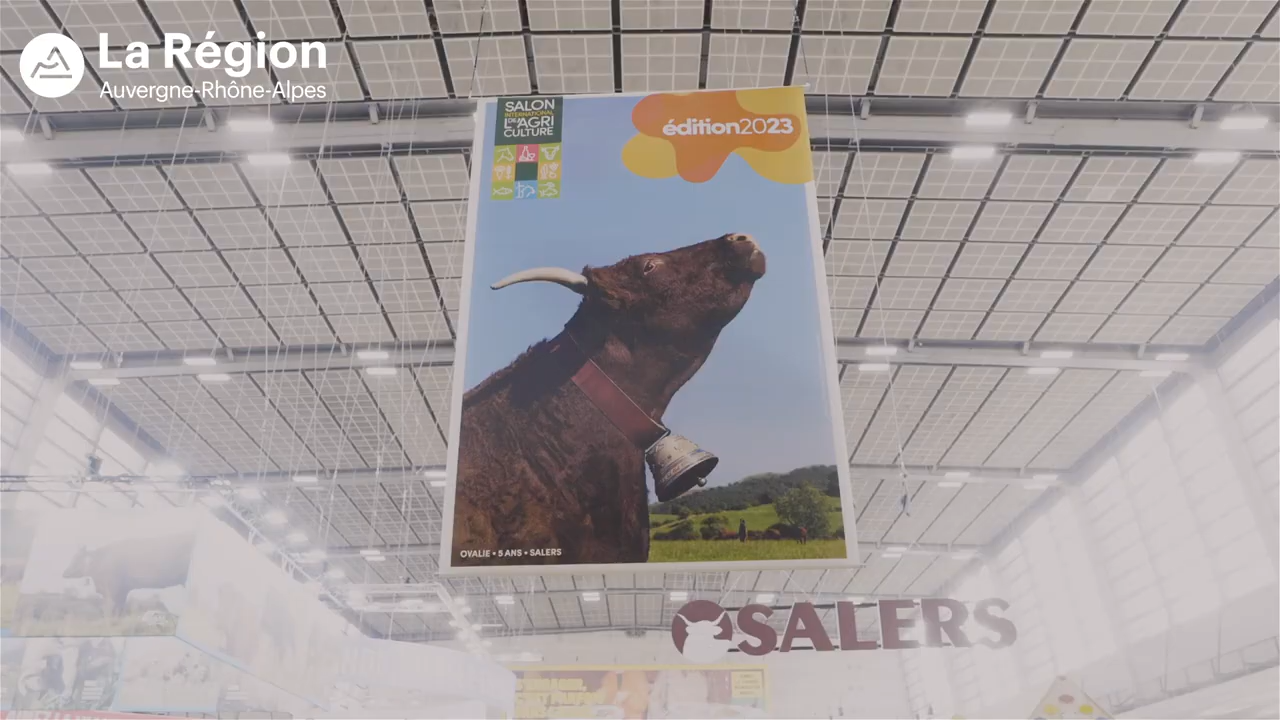 La Région
Auvergne-Rhône-Alpes
SALON
INTERNATIONAL
DE L'AGRI
CULTURE
édition2023
OVALIE • 5 ANS • SALERS
SALERS